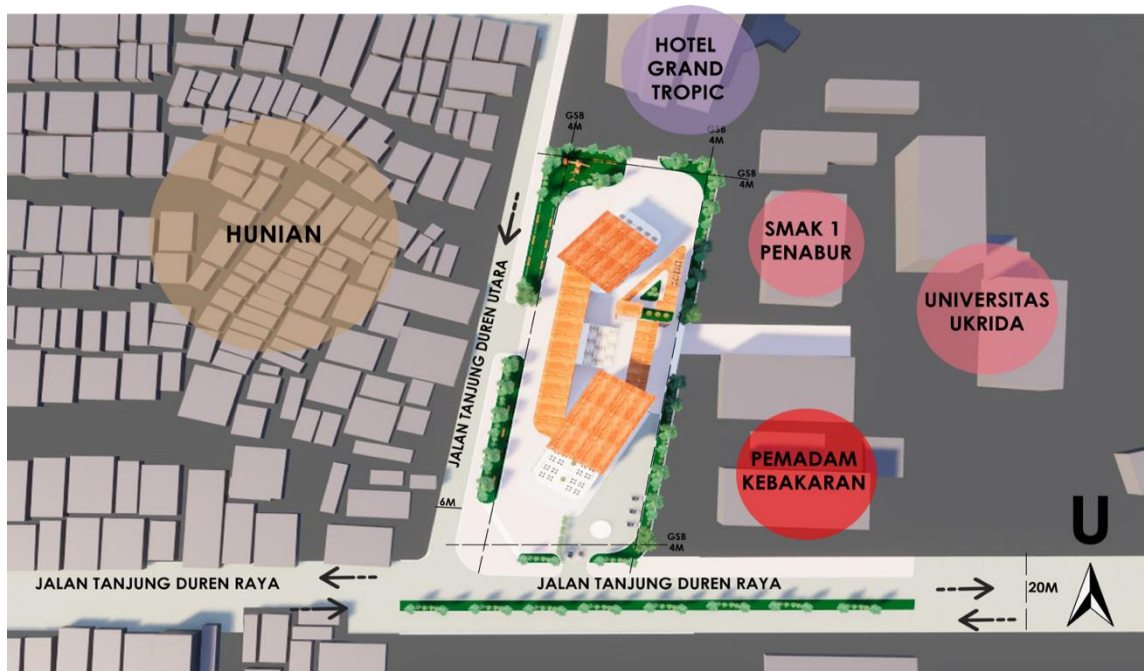 HOTEL
GRAND
TROPIC
GSB
4M
GSB
4M
GSB
4M
HUNIAN
SMAK 1
PENABUR
UNIVERSITAS
UKRIDA
JALAN TANJUNG DUREN UTARA
PEMADAM
KEBAKARAN
6M
GSB
4M
U
JALAN TANJUNG DUREN RAYA
JALAN TANJUNG DUREN RAYA
20M